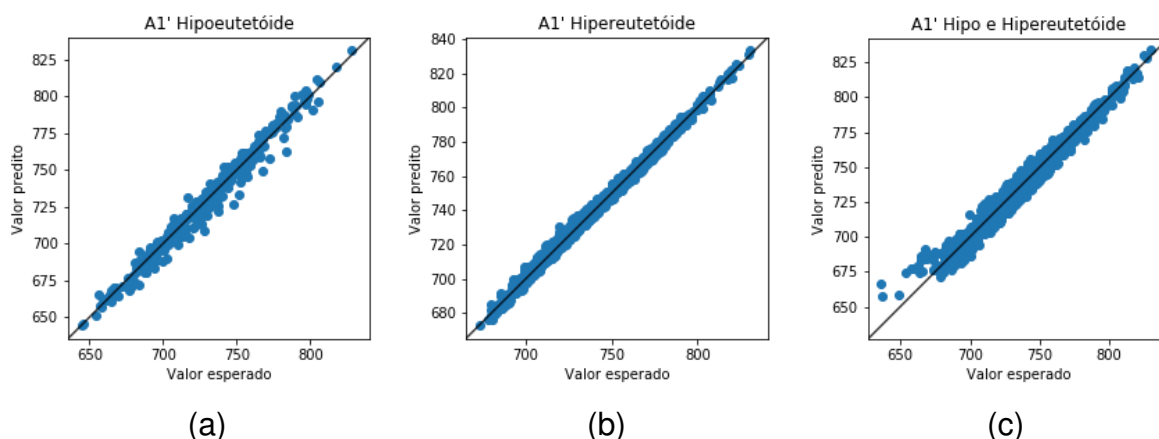 A1' Hipoeutetóide
Valor predito
825
800
775
750
725
700
675
650
650 700 750 800
Valor esperado
(a)
A1' Hipereutetóide
Valor predito
840
820
800
780
760
740
720
700
680
700 750 800
Valor esperado
(b)
A1' Hipo e Hipereutetóide
Valor predito
825
800
775
750
725
700
675
650
650 700 750 800
Valor esperado
(c)